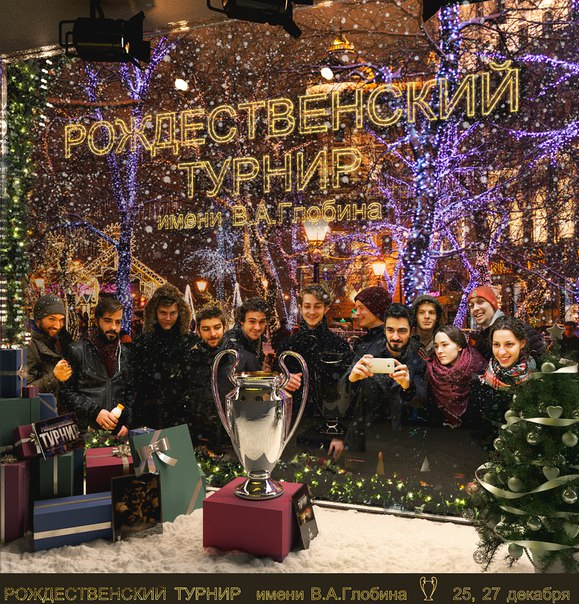 РОЖДЕСТВЕНСКИЙ
ТУРНИР
имени В.А.Глобина
ТУРНИР
РОЖДЕСТВЕНСКИЙ ТУРНИР имени В.А.Глобина 25, 27 декабря